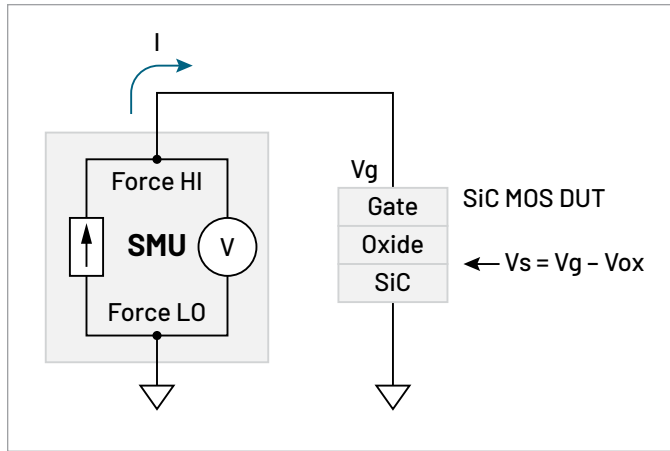 I
Force HI
SMU
V
Force LO
Vg
Gate
Oxide
SiC
SiC MOS DUT
Vs = Vg – Vox